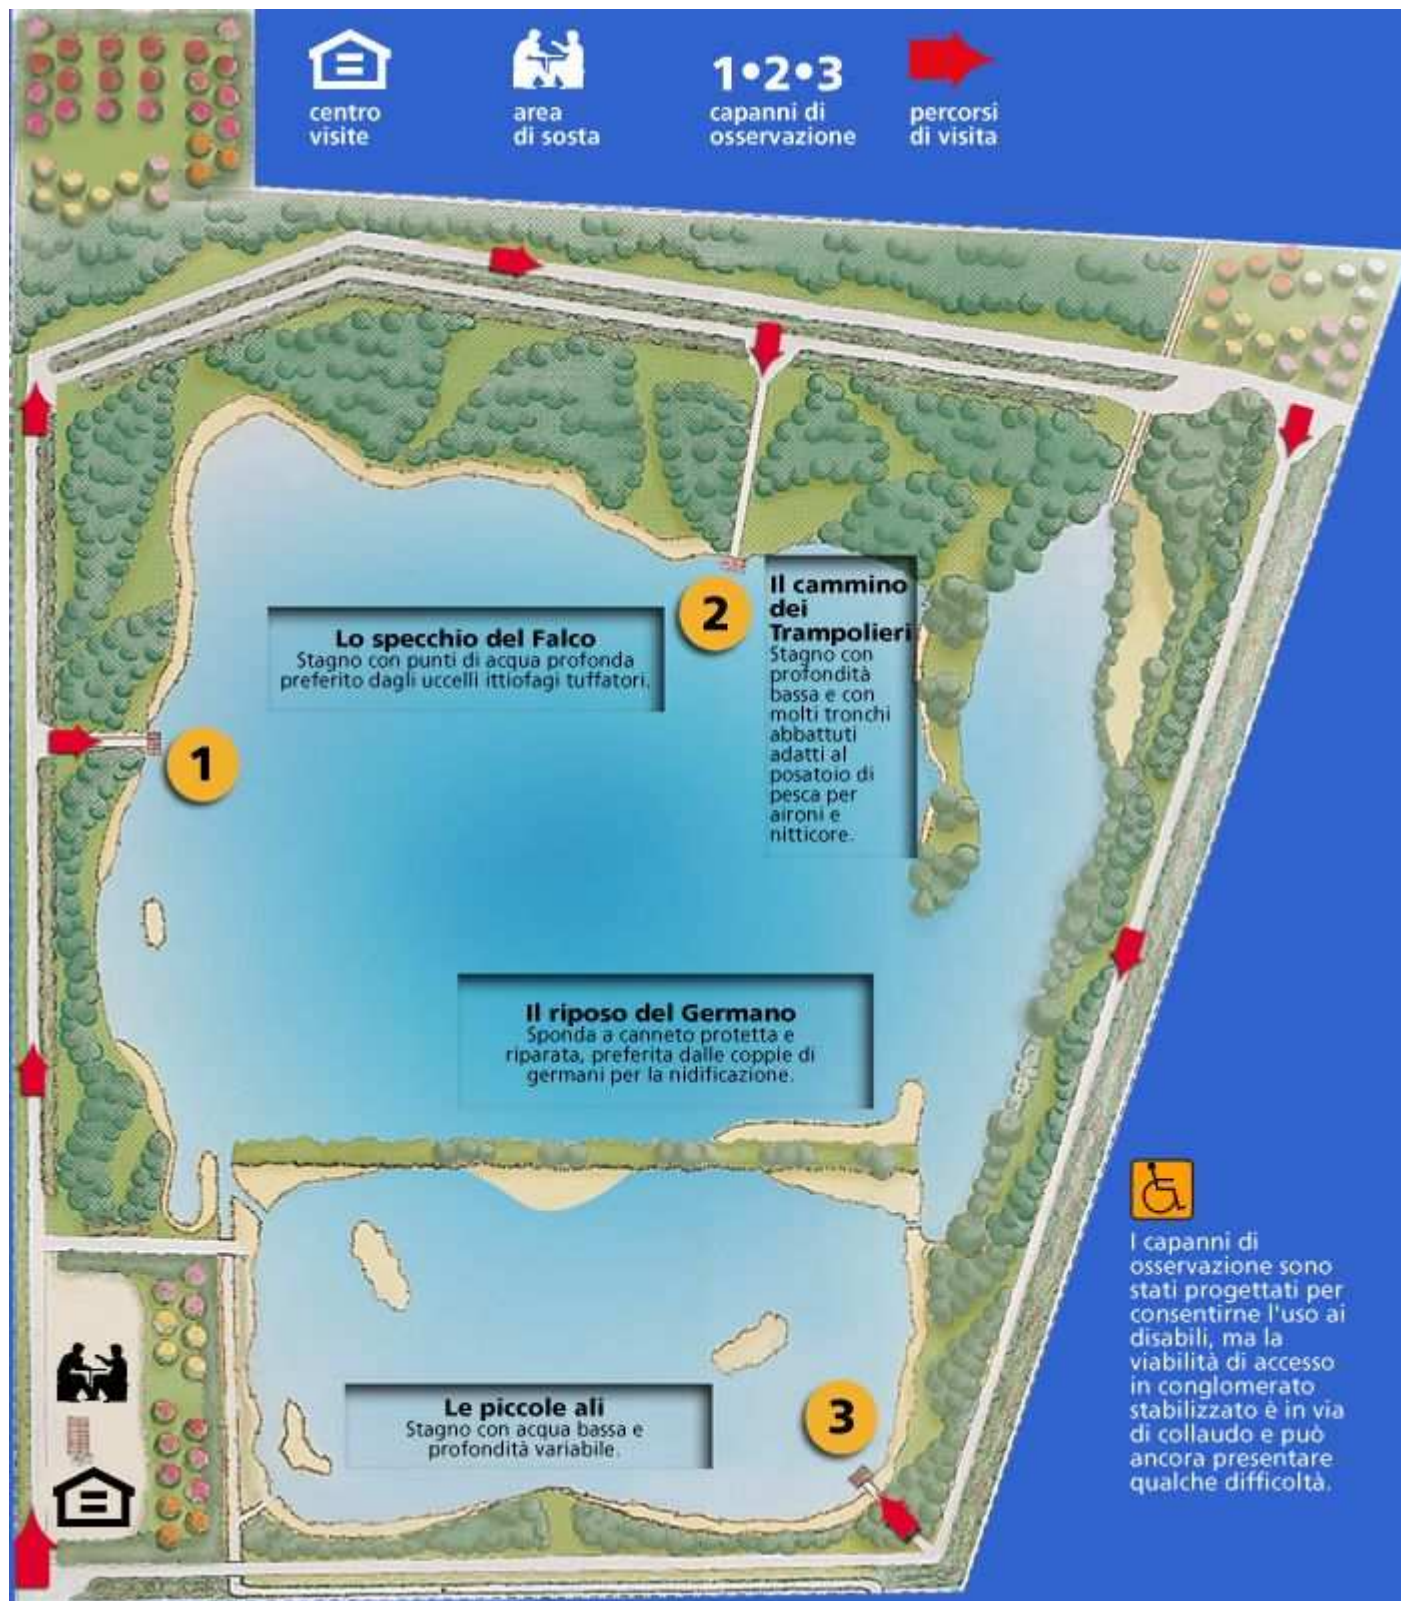 centro
visite
area
di sosta
1•2•3
capanni di
osservazione
percorsi
di visita
2
Il cammino
dei
Trampolieri
Stagno con
profondità
bassa e con
molti tronchi
abbattuti
adatti al
posatoio di
pesca per
aironi e
nitticore.
Lo specchio del Falco
Stagno con punti di acqua profonda
preferito dagli uccelli ittiofagi tuffatori.
1
Il riposo del Germano
Sponda a canneto protetta e
riparata, preferita dalle coppie di
germani per la nidificazione.
Le piccole ali
Stagno con acqua bassa e
profondità variabile.
3
I capanni di
osservazione sono
stati progettati per
consentirne l'uso ai
disabili, ma la
viabilità di accesso
in conglomerato
stabilizzato è in via
di collaudo e può
ancora presentare
qualche difficoltà.